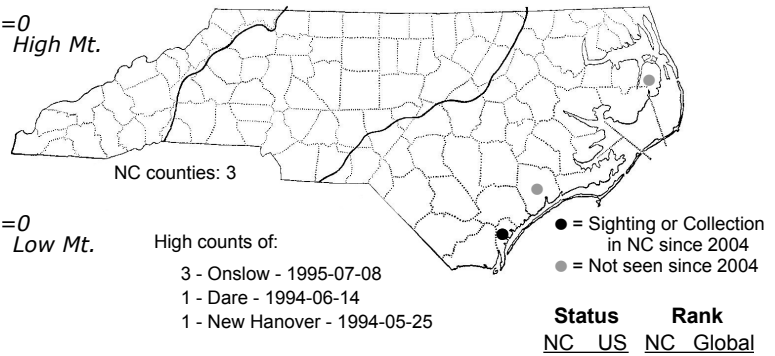 =0
High Mt.
NC counties: 3
=0
Low Mt.
High counts of:
3 - Onslow - 1995-07-08
1 - Dare - 1994-06-14
1 - New Hanover - 1994-05-25
● = Sighting or Collection
in NC since 2004
● = Not seen since 2004
Status Rank
NC US NC Global